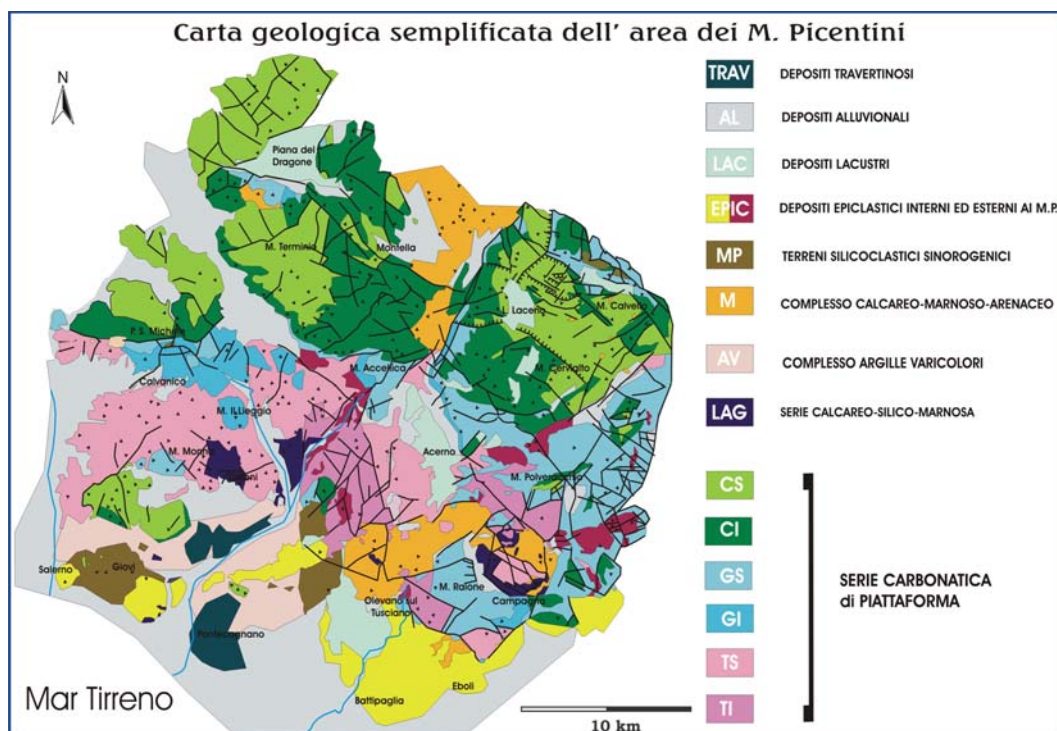 Carta geologica semplificata dell' area dei M. Picentini
N
Piana del
Dragone
M. Terminio
Montella
L. Laceno
M. Calvello
P. S. Michele
M. Cervialto
M. Accellica
Calvanico
M. Il Lieggio
Acerno
M. Monna
M. Polveracchio
Salerno
Giovi
M. Raione
Olevano sul
Tusciano
Campagna
Pontecagnano
Eboli
Battipaglia
Mar Tirreno
10 km
TRAV DEPOSITI TRAVERTINOSI
AL DEPOSITI ALLUVIONALI
LAC DEPOSITI LACUSTRI
EPIC DEPOSITI EPICLASTICI INTERNI ED ESTERNI AI M.P.
MP TERRENI SILICOCLASTICI SINOROGENICI
M COMPLESSO CALCAREO-MARNOSO-ARENACEO
AV COMPLESSO ARGILLE VARICOLORI
LAG SERIE CALCAREO-SILICO-MARNOSA
CS
CI
GS
GI
TS
TI
SERIE CARBONATICA
di PIATTAFORMA